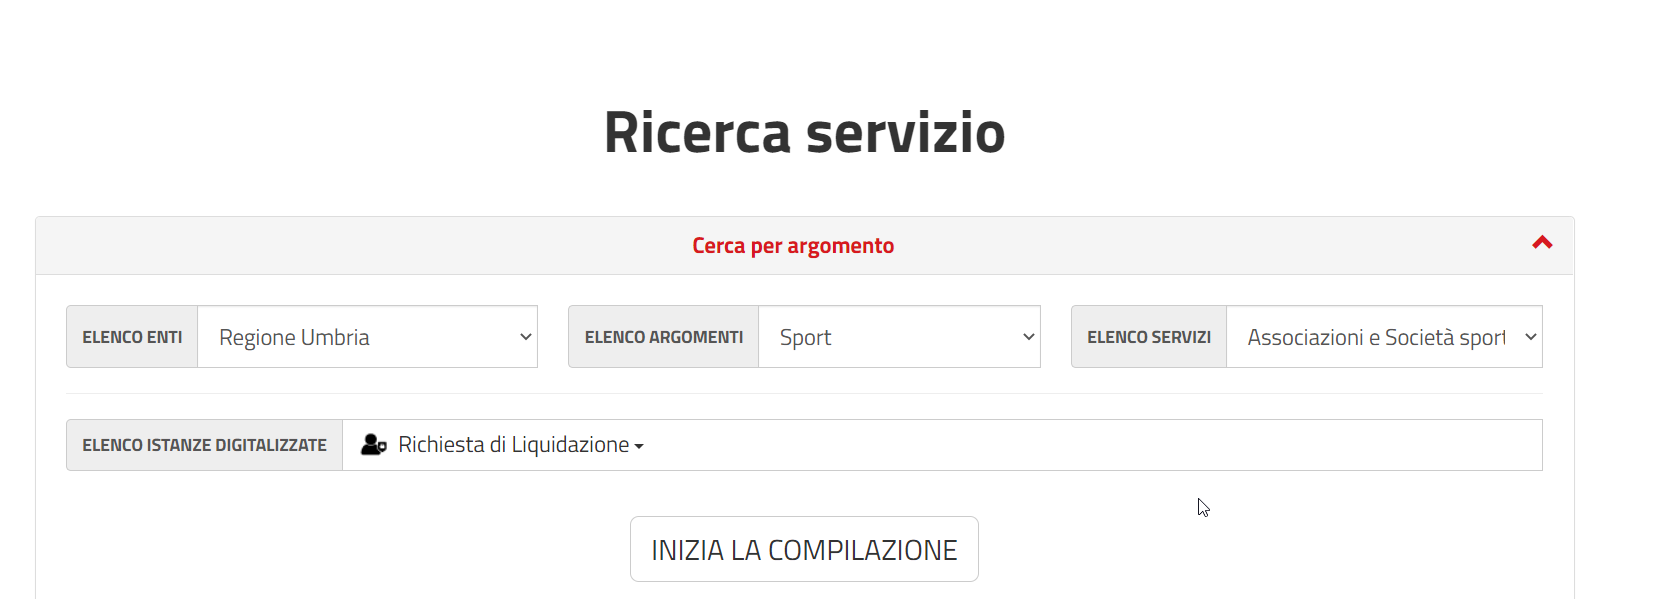 Ricerca servizio
Cerca per argomento
ELENCO ENTI Regione Umbria
ELENCO ARGOMENTI Sport
ELENCO SERVIZI Associazioni e Società sport
ELENCO ISTANZE DIGITALIZZATE Richiesta di Liquidazione
INIZIA LA COMPILAZIONE